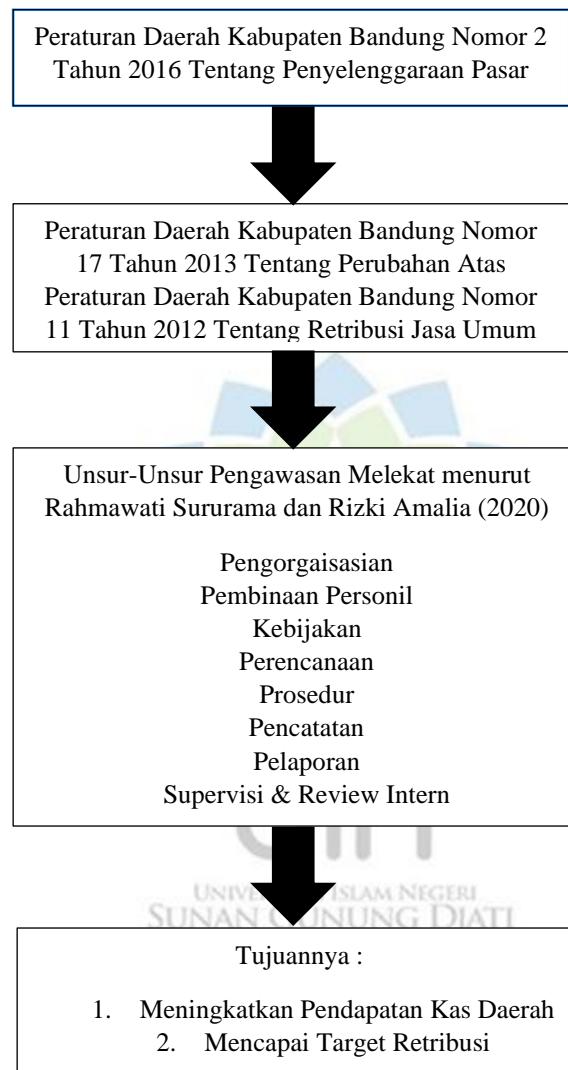 Peraturan Daerah Kabupaten Bandung Nomor 2
Tahun 2016 Tentang Penyelenggaraan Pasar
Peraturan Daerah Kabupaten Bandung Nomor
17 Tahun 2013 Tentang Perubahan Atas
Peraturan Daerah Kabupaten Bandung Nomor
11 Tahun 2012 Tentang Retribusi Jasa Umum
Unsur-Unsur Pengawasan Melekat menurut
Rahmawati Sururama dan Rizki Amalia (2020)
Pengorgaisasian
Pembinaan Personil
Kebijakan
Perencanaan
Prosedur
Pencatatan
Pelaporan
Supervisi & Review Intern
ISLAM NEGERI
SUNAN GUNUNG DJATI
Tujuannya :
1. Meningkatkan Pendapatan Kas Daerah
2. Mencapai Target Retribusi